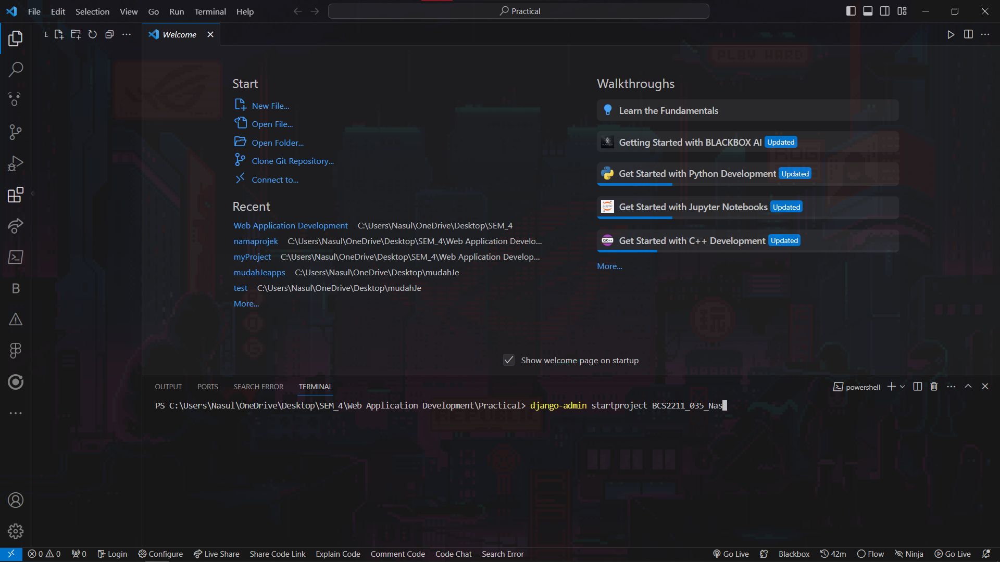 File Edit Selection View Go Run Terminal Help Practical
E Welcome
PLAY HARD
Start
New File...
Open File...
Open Folder...
Clone Git Repository...
Connect to...
Recent
Web Application Development C:\Users\Nasul\OneDrive\Desktop\SEM_4
namaprojek C:\Users\Nasul\OneDrive\Desktop\SEM_4\Web Application Develo...
myProject C:\Users\Nasul\OneDrive\Desktop\SEM_4\Web Application Develop...
mudahJeapps C:\Users\Nasul\OneDrive\Desktop\mudahJe
test C:\Users\Nasul\OneDrive\Desktop\mudahJe
More...
Walkthroughs
Learn the Fundamentals
Getting Started with BLACKBOX AI Updated
Get Started with Python Development Updated
Get Started with Jupyter Notebooks Updated
Get Started with C++ Development Updated
More...
ROG
玩
B
Show welcome page on startup
OUTPUT PORTS SEARCH ERROR TERMINAL powershell
PS C:\Users\Nasul\OneDrive\Desktop\SEM_4\Web Application Development\Practical> django-admin startproject BCS2211_035_Nas
REPUBLIC
0 0 0 Login Configure Live Share Share Code Link Explain Code Comment Code Code Chat Search Error Go Live Blackbox 42m Flow Ninja Go Live